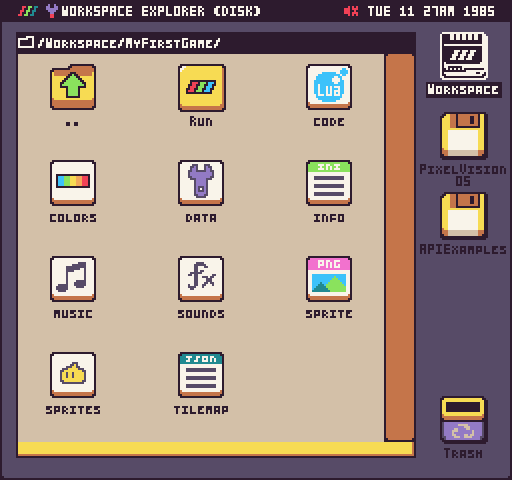 WORKSPACE EXPLORER (DISK)
TUE 11 27AM 1985
/WORKSPACE/MYFIRSTGAME/
WORKSPACE
..
RUN
Lua
CODE
PIXELVISION
OS
COLORS
DATA
INI
INFO
APIEXAMPLES
MUSIC
fx
SOUNDS
PNG
SPRITE
SPRITES
JSON
TILEMAP
TRASH